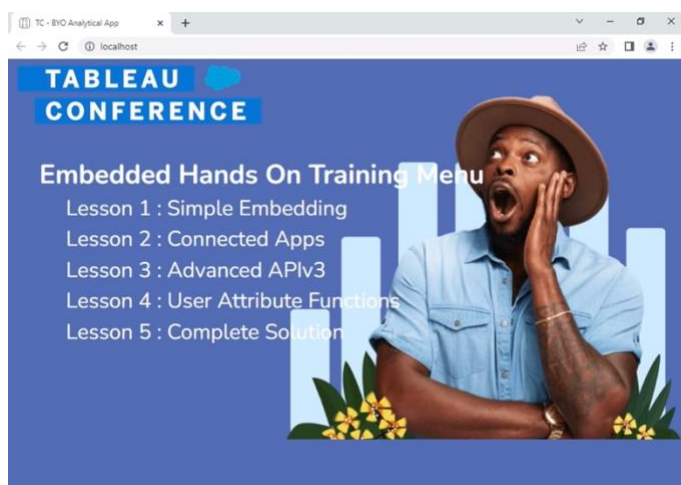 TC - BYO Analytical App
localhost
TABLEAU
CONFERENCE
Embedded Hands On Training Menu
Lesson 1 : Simple Embedding
Lesson 2 : Connected Apps
Lesson 3 : Advanced APIv3
Lesson 4 : User Attribute Functions
Lesson 5 : Complete Solution